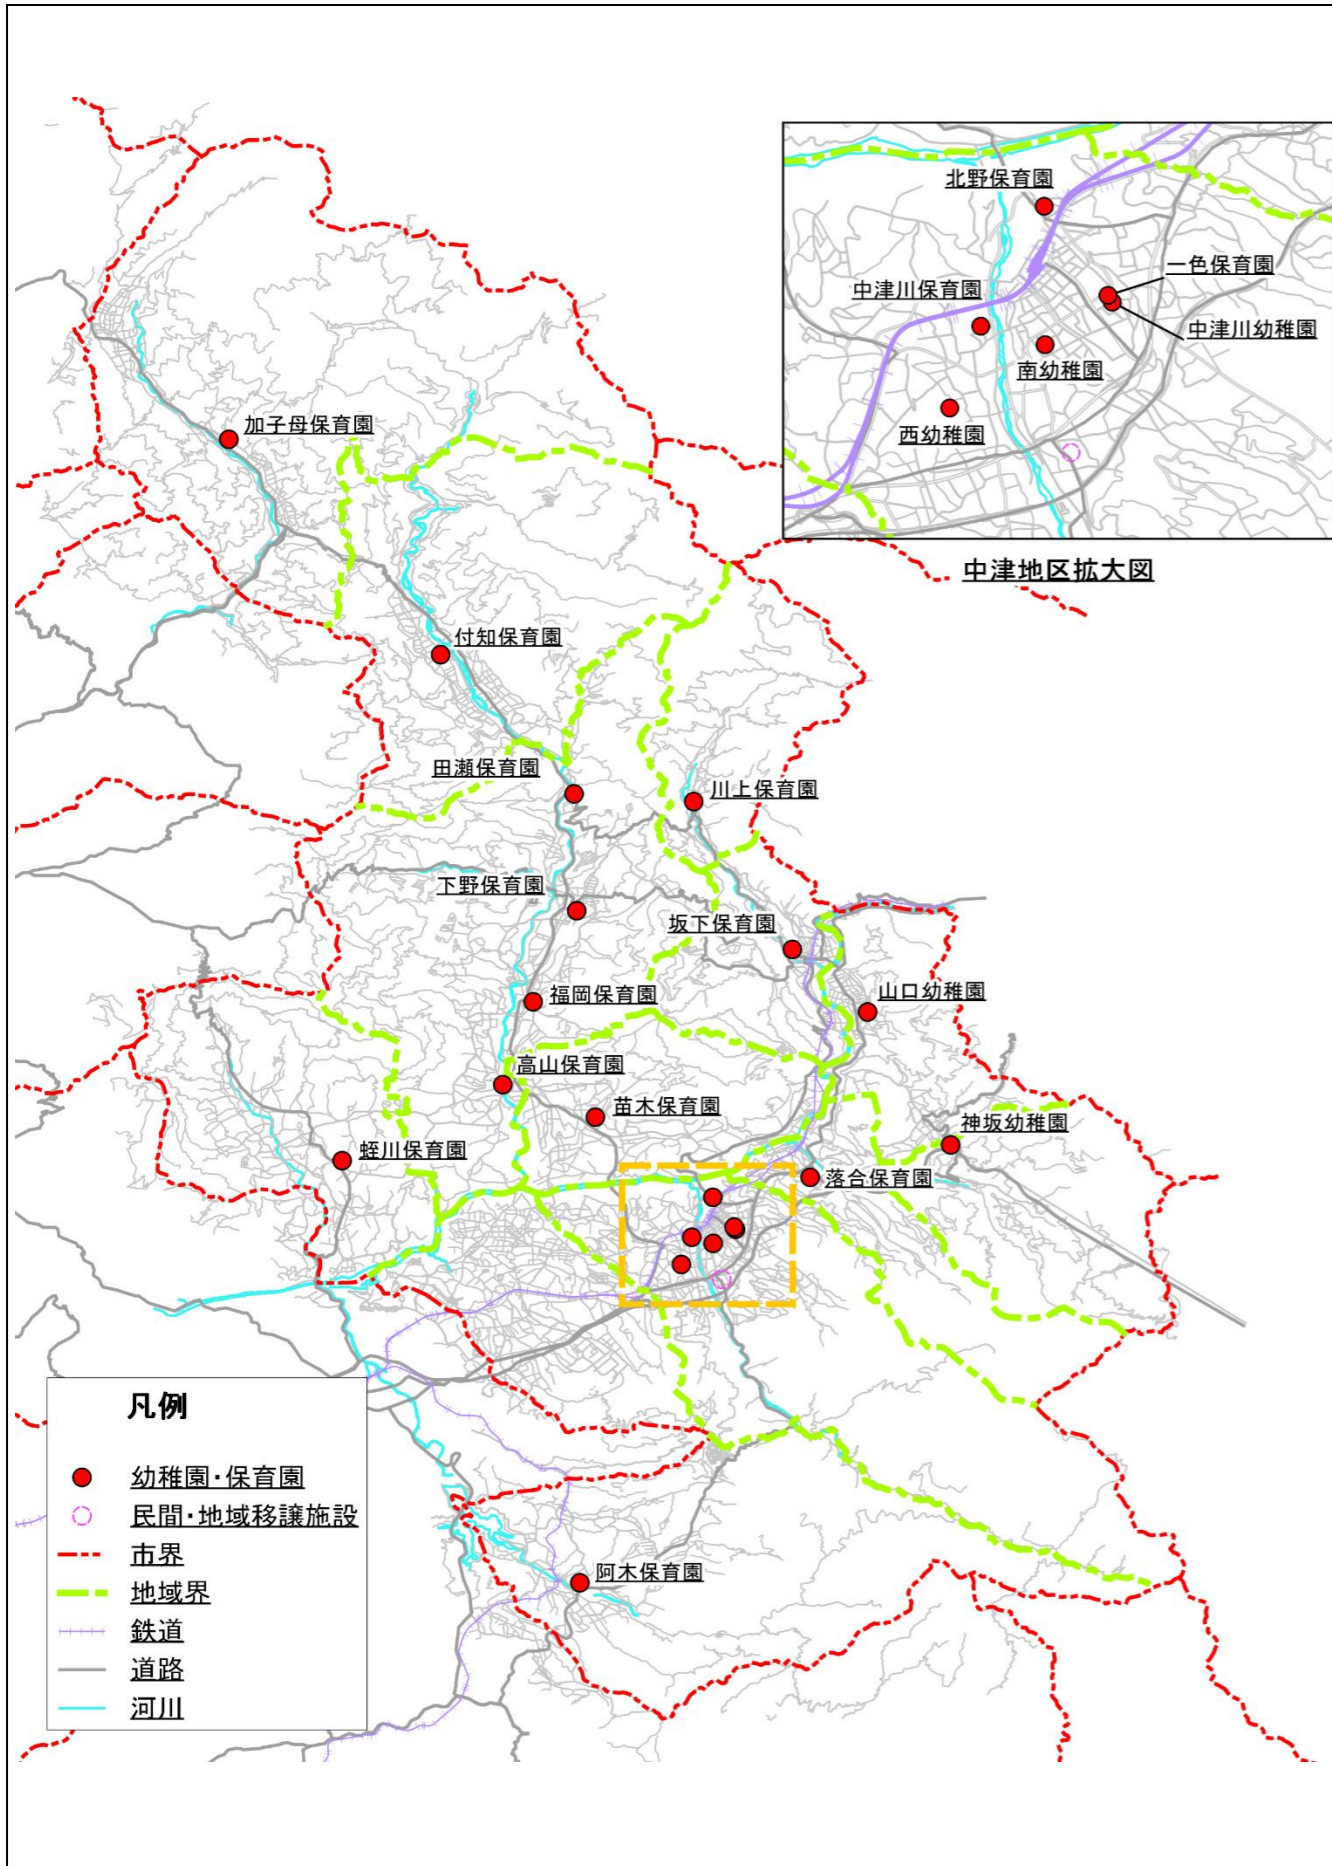 北野保育園
一色保育園
中津川保育園
中津川幼稚園
南幼稚園
西幼稚園
中津地区拡大図
加子母保育園
付知保育園
田瀬保育園
川上保育園
下野保育園
坂下保育園
福岡保育園
山口幼稚園
高山保育園
苗木保育園
神坂幼稚園
蛭川保育園
落合保育園
阿木保育園
凡例
幼稚園・保育園
民間・地域移譲施設
市界
地域界
鉄道
道路
河川